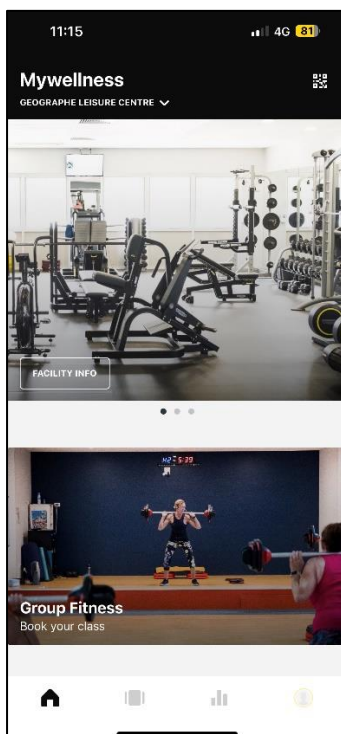 11:15 4G 81
Mywellness
GEOGRAPHE LEISURE CENTRE
FACILITY INFO
Group Fitness
Book your class